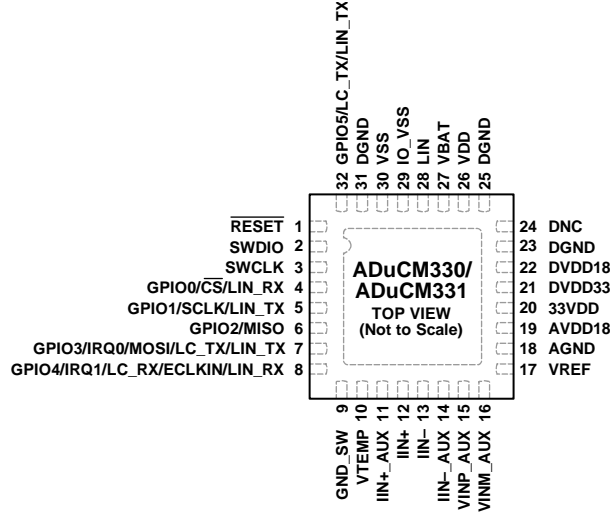 32 GPIO5/LC_TX/LIN_TX
31 DGND
30 VSS
29 IO_VSS
28 LIN
27 VBAT
26 VDD
25 DGND
RESET 1
SWDIO 2
SWCLK 3
GPIO0/CS/LIN_RX 4
GPIO1/SCLK/LIN_TX 5
GPIO2/MISO 6
GPIO3/IRQ0/MOSI/LC_TX/LIN_TX 7
GPIO4/IRQ1/LC_RX/ECLKIN/LIN_RX 8
ADuCM330/
ADuCM331
TOP VIEW
(Not to Scale)
24 DNC
23 DGND
22 DVDD18
21 DVDD33
20 33VDD
19 AVDD18
18 AGND
17 VREF
GND_SW 9
VTEMP 10
IIN+_AUX 11
IIN+ 12
IIN– 13
IIN–_AUX 14
VINP_AUX 15
VINM_AUX 16